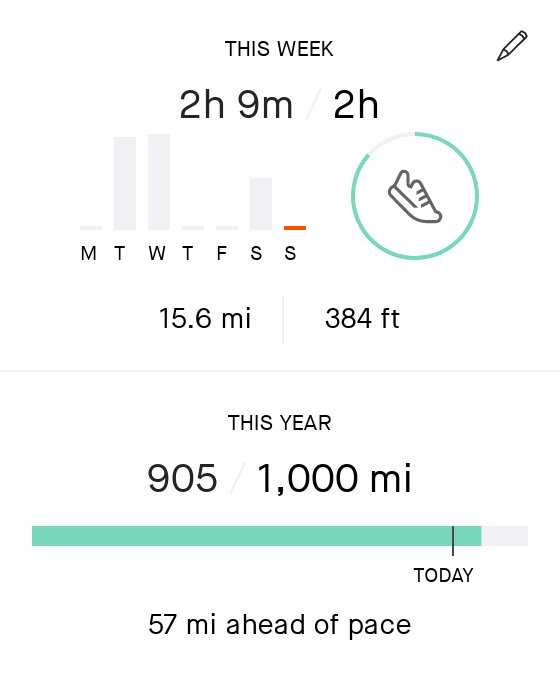 THIS WEEK
2h 9m / 2h
M T W T F S S
15.6 mi 384 ft
THIS YEAR
905 / 1,000 mi
TODAY
57 mi ahead of pace